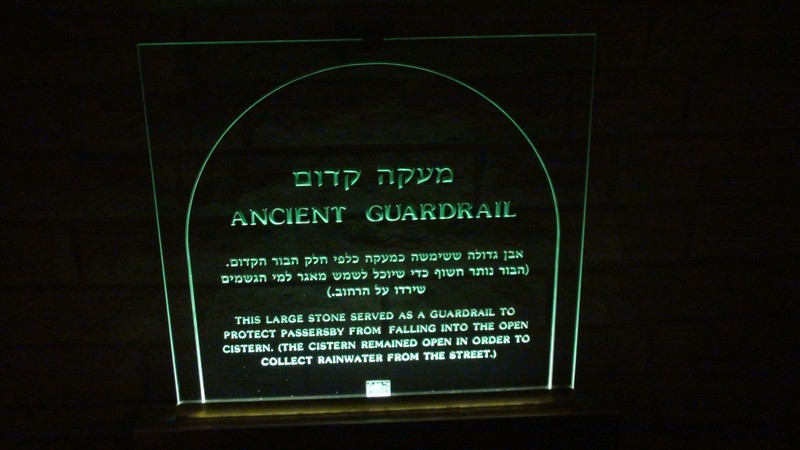 מעקה קדום
ANCIENT GUARDRAIL
אבן גדולה ששימשה כמעקה כלפי חלק הבור הקדום.
(הבור נותר חשוף כדי שיוכל לשמש מאגר למי הגשמים
שירדו על הרחוב.)
THIS LARGE STONE SERVED AS A GUARDRAIL TO
PROTECT PASSERSBY FROM FALLING INTO THE OPEN
CISTERN. (THE CISTERN REMAINED OPEN IN ORDER TO
COLLECT RAINWATER FROM THE STREET.)